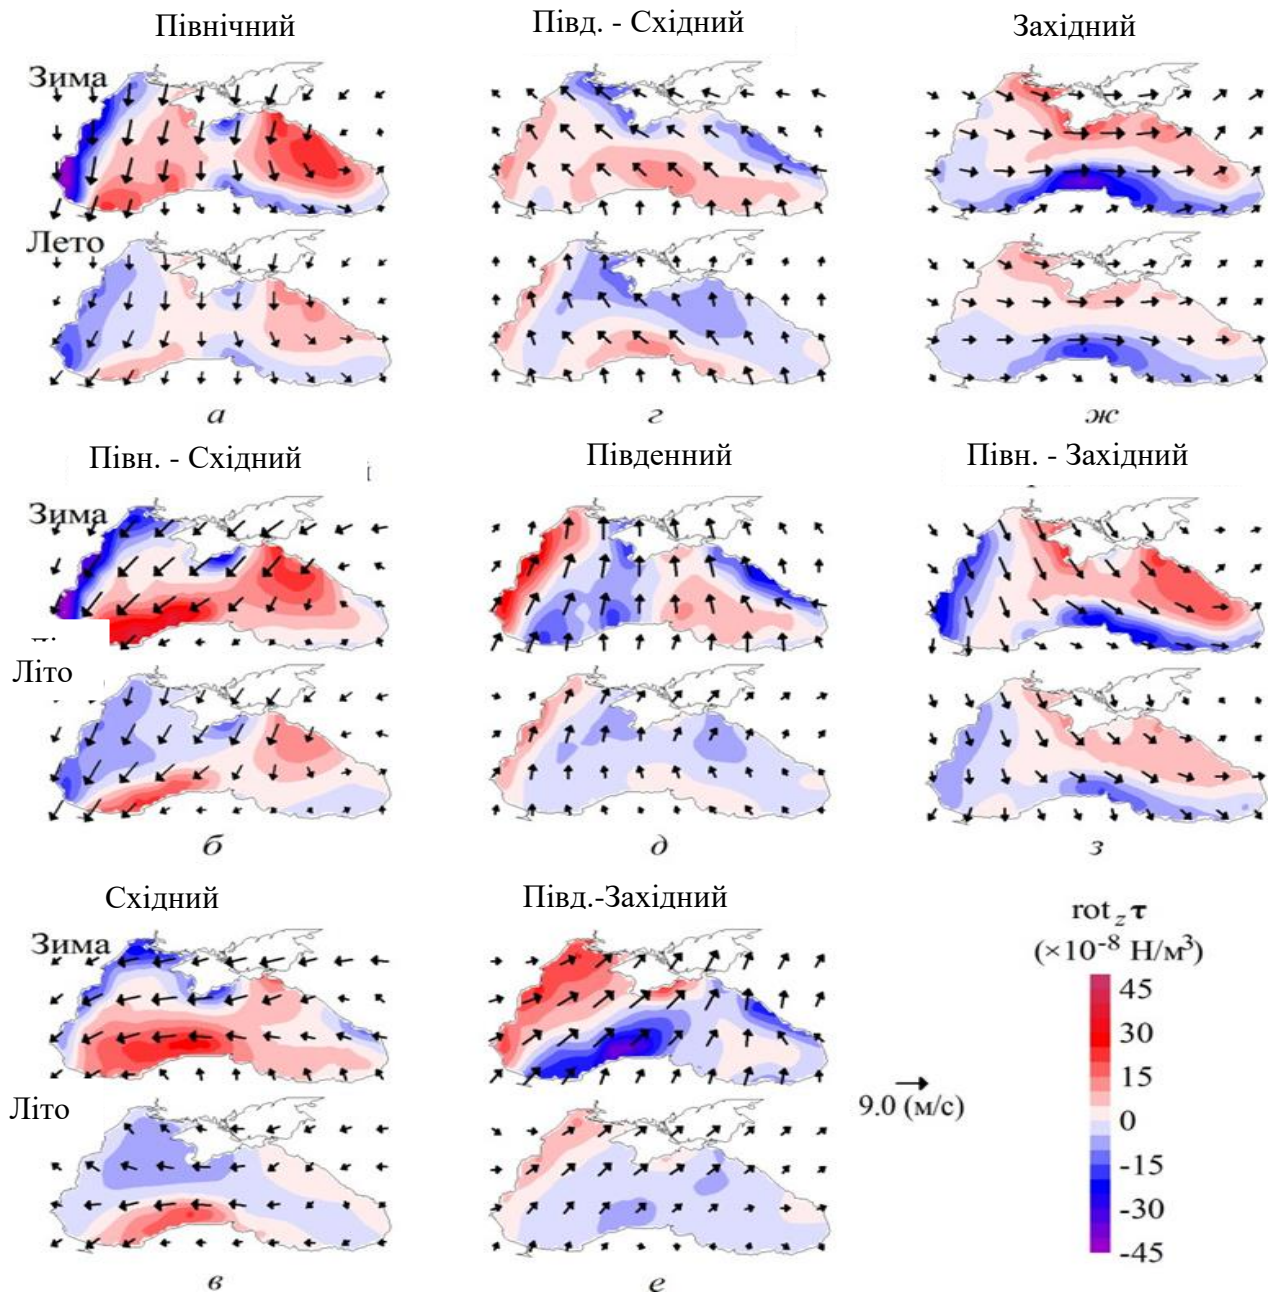 Північний
Півд. - Східний
Західний
Зима
Лето
а
г
ж
Півн. - Східний
Південний
Півн. - Західний
Зима
Літо
б
д
з
Східний
Півд.-Західний
Зима
Літо
в
е
9.0 (м/с)
rot z τ
(×10⁻⁸ Н/м³)
45
30
15
0
-15
-30
-45